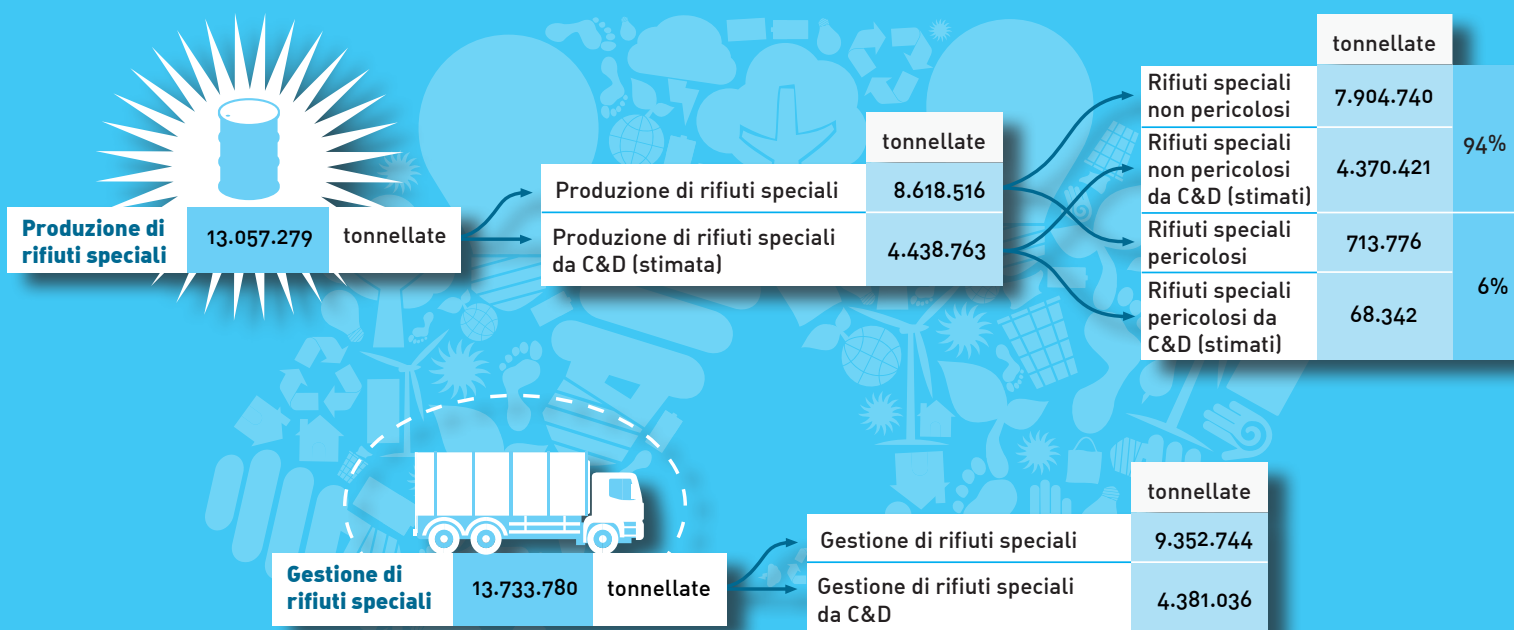 Produzione di
rifiuti speciali
13.057.279
tonnellate
tonnellate
Produzione di rifiuti speciali
8.618.516
Produzione di rifiuti speciali
da C&D (stimata)
4.438.763
tonnellate
Rifiuti speciali
non pericolosi
7.904.740
Rifiuti speciali
non pericolosi
da C&D (stimati)
4.370.421
94%
Rifiuti speciali
pericolosi
713.776
Rifiuti speciali
pericolosi da
C&D (stimati)
68.342
6%
Gestione di
rifiuti speciali
13.733.780
tonnellate
tonnellate
Gestione di rifiuti speciali
9.352.744
Gestione di rifiuti speciali
da C&D
4.381.036